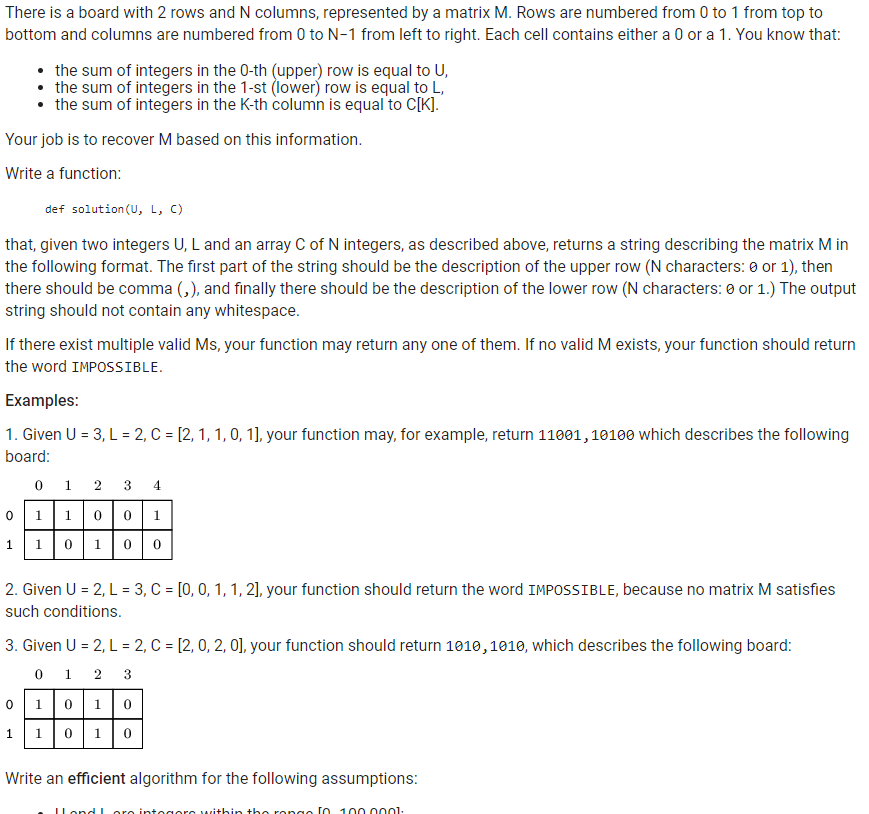 There is a board with 2 rows and N columns, represented by a matrix M. Rows are numbered from 0 to 1 from top to
bottom and columns are numbered from 0 to N−1 from left to right. Each cell contains either a 0 or a 1. You know that:
• the sum of integers in the 0-th (upper) row is equal to U,
• the sum of integers in the 1-st (lower) row is equal to L,
• the sum of integers in the K-th column is equal to C[K].
Your job is to recover M based on this information.
Write a function:
def solution(U, L, C)
that, given two integers U, L and an array C of N integers, as described above, returns a string describing the matrix M in
the following format. The first part of the string should be the description of the upper row (N characters: 0 or 1), then
there should be comma (,), and finally there should be the description of the lower row (N characters: 0 or 1.) The output
string should not contain any whitespace.
If there exist multiple valid Ms, your function may return any one of them. If no valid M exists, your function should return
the word IMPOSSIBLE.
Examples:
1. Given U = 3, L = 2, C = [2, 1, 1, 0, 1], your function may, for example, return 11001,10100 which describes the following
board:
0 1 2 3 4
0 1 1 0 0 1
1 1 0 1 0 0
2. Given U = 2, L = 3, C = [0, 0, 1, 1, 2], your function should return the word IMPOSSIBLE, because no matrix M satisfies
such conditions.
3. Given U = 2, L = 2, C = [2, 0, 2, 0], your function should return 1010,1010, which describes the following board:
0 1 2 3
0 1 0 1 0
1 1 0 1 0
Write an efficient algorithm for the following assumptions:
• U and L are integers within the range [0..100,000];